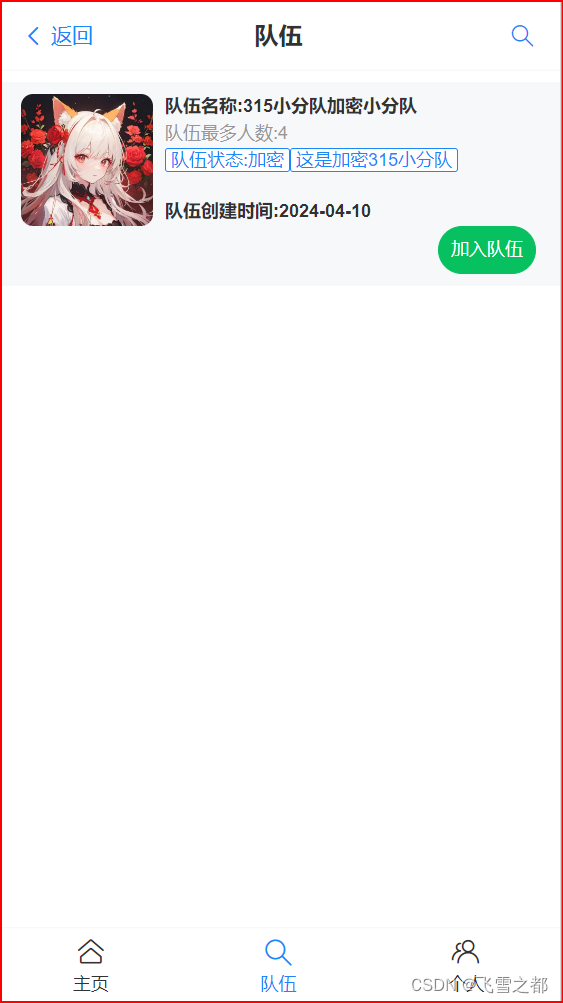 返回
队伍
队伍名称:315小分队加密小分队
队伍最多人数:4
队伍状态:加密 这是加密315小分队
队伍创建时间:2024-04-10
加入队伍
主页
队伍
个人
CSDN @飞雪之都